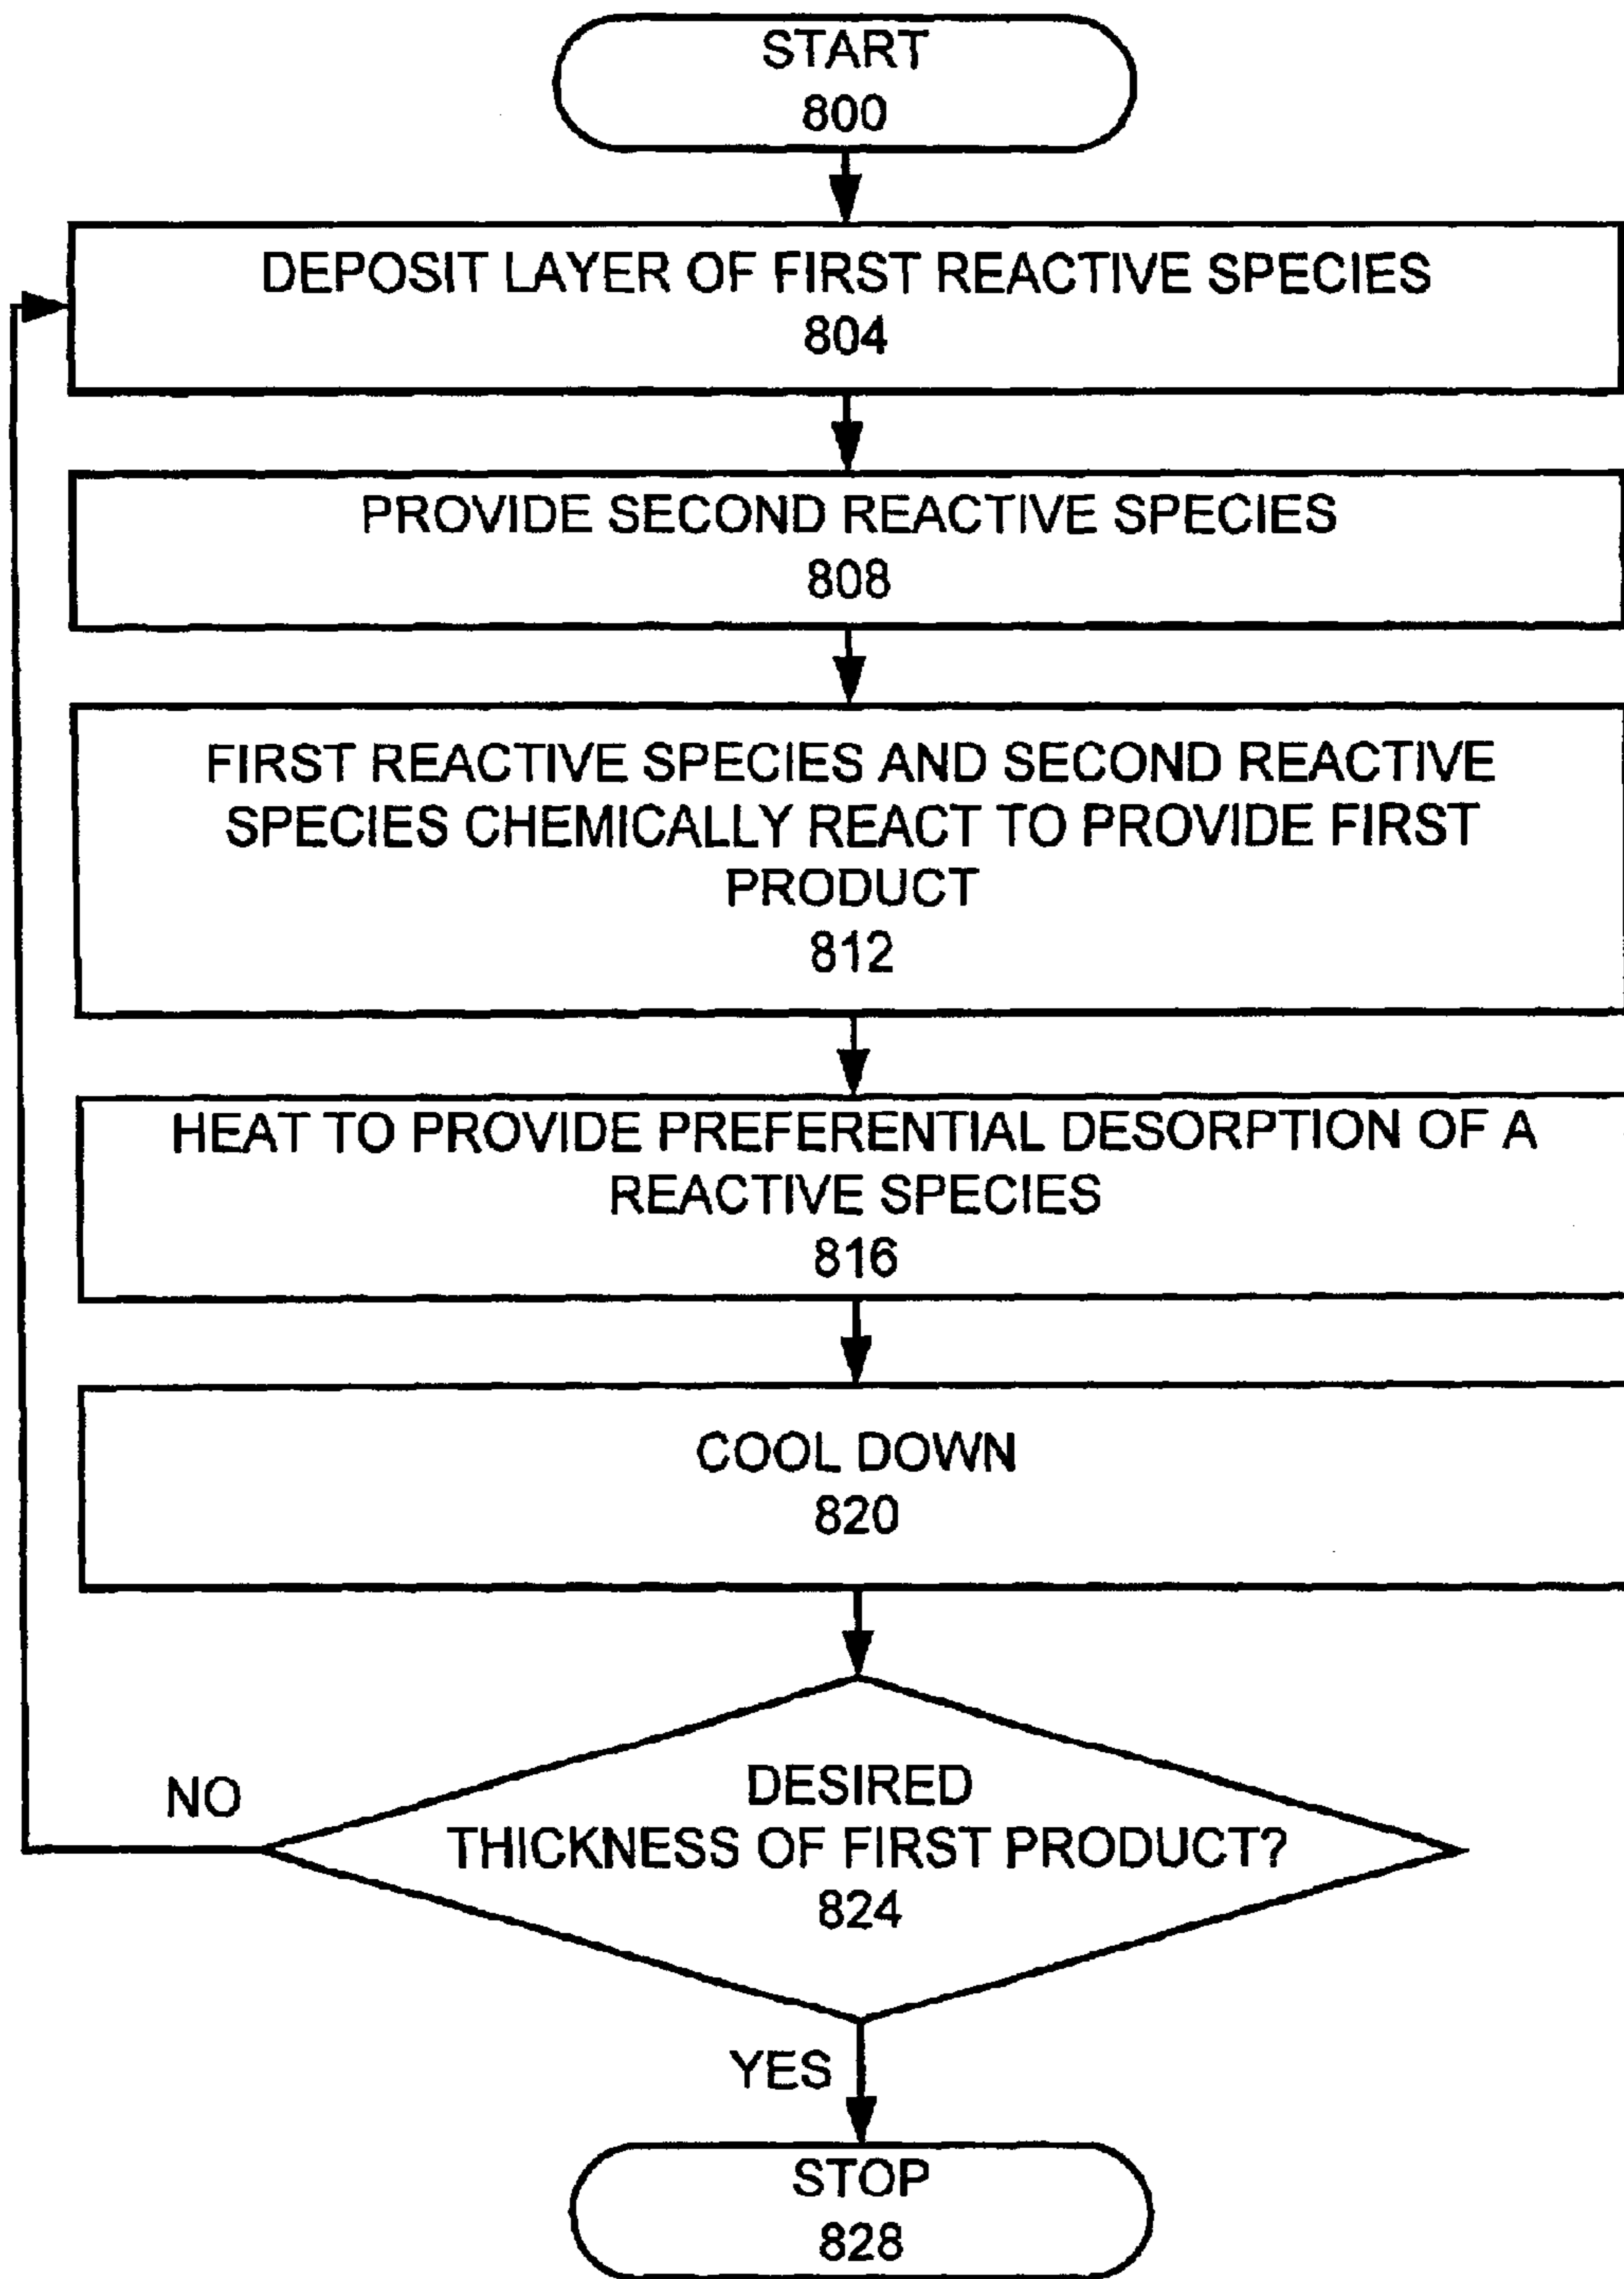 START
800
DEPOSIT LAYER OF FIRST REACTIVE SPECIES
804
PROVIDE SECOND REACTIVE SPECIES
808
FIRST REACTIVE SPECIES AND SECOND REACTIVE
SPECIES CHEMICALLY REACT TO PROVIDE FIRST
PRODUCT
812
HEAT TO PROVIDE PREFERENTIAL DESORPTION OF A
REACTIVE SPECIES
816
COOL DOWN
820
DESIRED
THICKNESS OF FIRST PRODUCT?
824
NO
YES
STOP
828